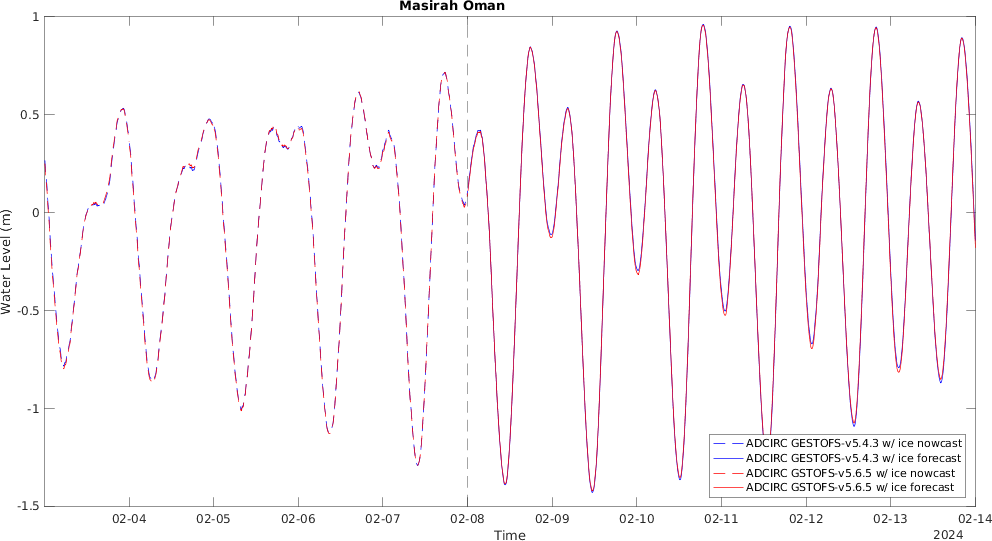 Masirah Oman
1
0.5
0
-0.5
-1
-1.5
Water Level (m)
ADCIRC GESTOFS-v5.4.3 w/ ice nowcast
ADCIRC GESTOFS-v5.4.3 w/ ice forecast
ADCIRC GSTOFS-v5.6.5 w/ ice nowcast
ADCIRC GSTOFS-v5.6.5 w/ ice forecast
02-04 02-05 02-06 02-07 02-08 02-09 02-10 02-11 02-12 02-13 02-14
Time
2024